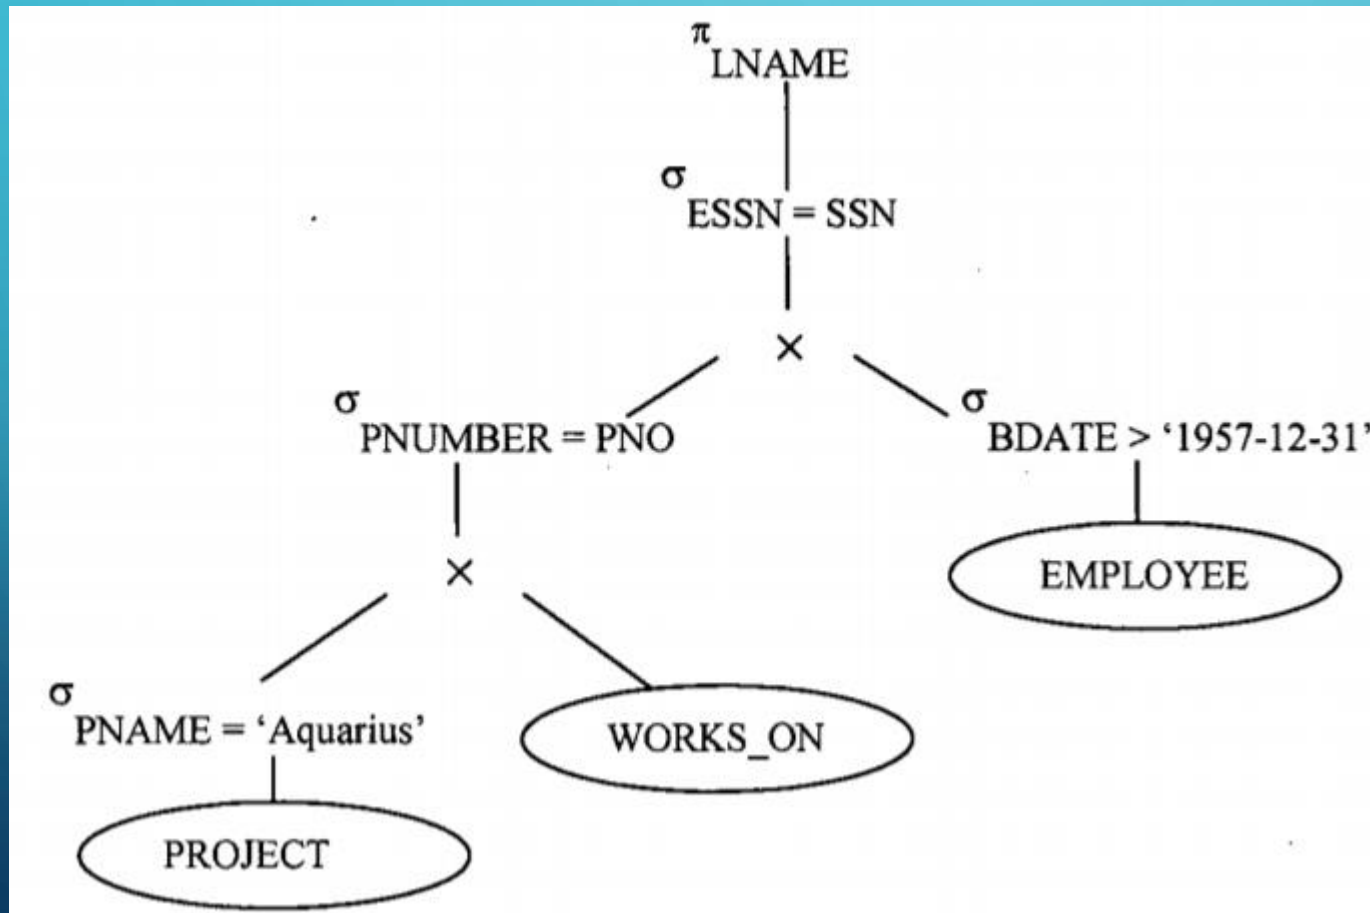 π LNAME
σ ESSN = SSN
×
σ PNUMBER = PNO
σ BDATE > ‘1957-12-31’
×
EMPLOYEE
σ PNAME = ‘Aquarius’
WORKS_ON
PROJECT